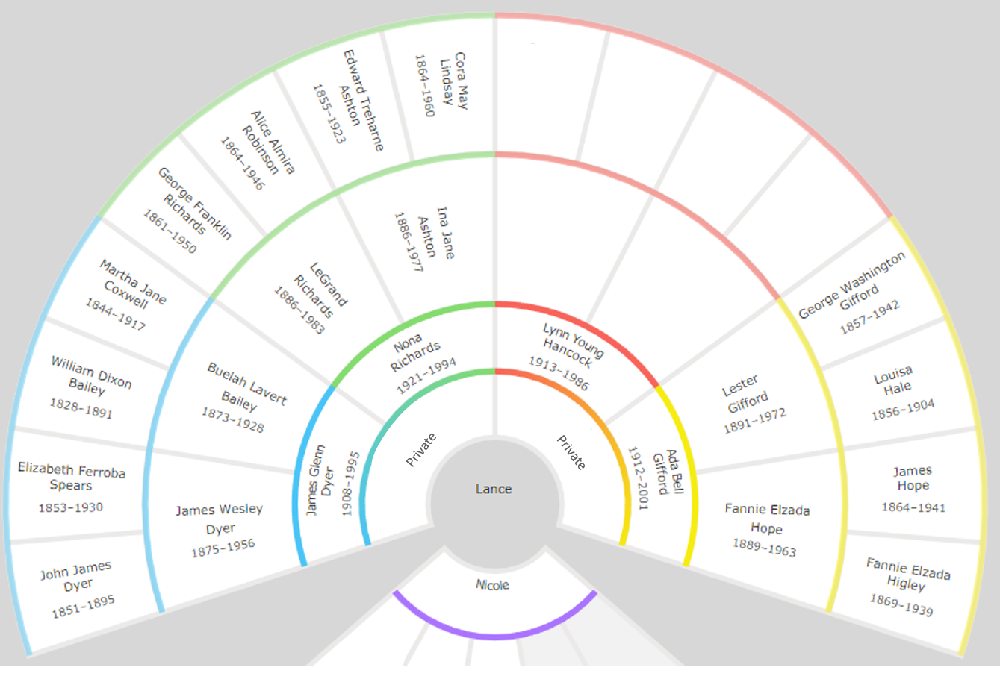 Cora May
Lindsay
1864–1960
Edward Treharne
Ashton
1855–1923
Alice Almira
Robinson
1864–1946
George Franklin
Richards
1861–1950
Martha Jane
Coxwell
1844–1917
William Dixon
Bailey
1828–1891
Elizabeth Ferroba
Spears
1853–1930
John James
Dyer
1851–1895
Ina Jane
Ashton
1886–1977
LeGrand
Richards
1886–1983
Buelah Lavert
Bailey
1873–1928
James Wesley
Dyer
1875–1956
Nona
Richards
1921–1994
James Glenn
Dyer
1908–1995
Lynn Young
Hancock
1913–1986
Ada Bell
Gifford
1912–2001
Private
Private
Lance
Nicole
George Washington
Gifford
1857–1942
Louisa
Hale
1856–1904
Lester
Gifford
1891–1972
James
Hope
1864–1941
Fannie Elzada
Hope
1889–1963
Fannie Elzada
Higley
1869–1939